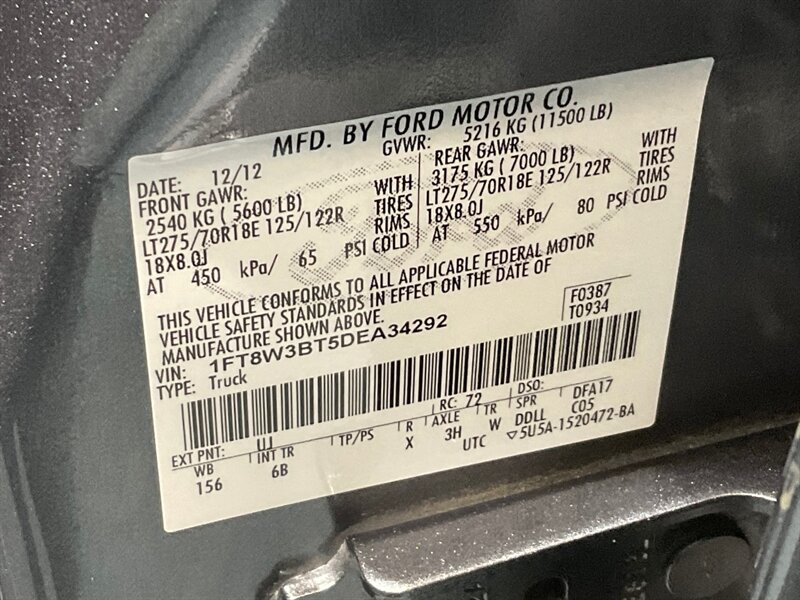 MFD. BY FORD MOTOR CO.
DATE: 12/12
GVWR: 5216 KG (11500 LB)
FRONT GAWR:
2540 KG ( 5600 LB) WITH
LT275/70R18E 125/122R TIRES
18X8.0J RIMS
AT 450 kPa/ 65 PSI COLD
REAR GAWR:
3175 KG ( 7000 LB) WITH
LT275/70R18E 125/122R TIRES
18X8.0J RIMS
AT 550 kPa/ 80 PSI COLD
THIS VEHICLE CONFORMS TO ALL APPLICABLE FEDERAL MOTOR
VEHICLE SAFETY STANDARDS IN EFFECT ON THE DATE OF
MANUFACTURE SHOWN ABOVE.
VIN: 1FT8W3BT5DEA34292
TYPE: Truck
F0387
T0934
EXT PNT: UJ RC: 72 DSO:
WB INT TR TP/PS R AXLE TR SPR DFA17
156 6B X 3H W DDLL C05
UTC ▽5U5A-1520472-BA